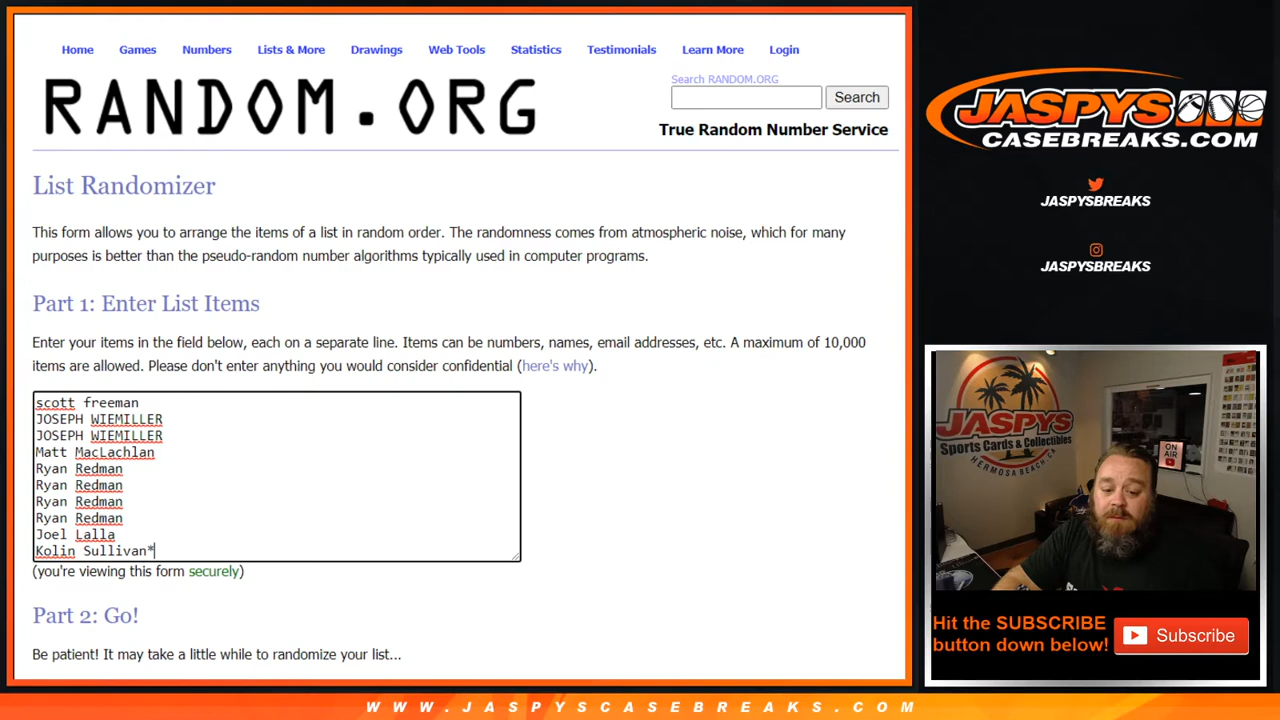 Home Games Numbers Lists & More Drawings Web Tools Statistics Testimonials Learn More Login
RANDOM.ORG
Search RANDOM.ORG
Search
True Random Number Service
List Randomizer
This form allows you to arrange the items of a list in random order. The randomness comes from atmospheric noise, which for many
purposes is better than the pseudo-random number algorithms typically used in computer programs.
Part 1: Enter List Items
Enter your items in the field below, each on a separate line. Items can be numbers, names, email addresses, etc. A maximum of 10,000
items are allowed. Please don't enter anything you would consider confidential (here's why).
scott freeman
JOSEPH WIEMILLER
JOSEPH WIEMILLER
Matt MacLachlan
Ryan Redman
Ryan Redman
Ryan Redman
Ryan Redman
Joel Lalla
Kolin Sullivan*
(you're viewing this form securely)
Part 2: Go!
Be patient! It may take a little while to randomize your list...
JASPYS
CASEBREAKS.COM
JASPYSBREAKS
JASPYSBREAKS
JASPYS
Sports Cards & Collectibles
HERMOSA BEACH, CA
ON
AIR
Hit the SUBSCRIBE
button down below!
Subscribe
WWW.JASPYSCASEBREAKS.COM